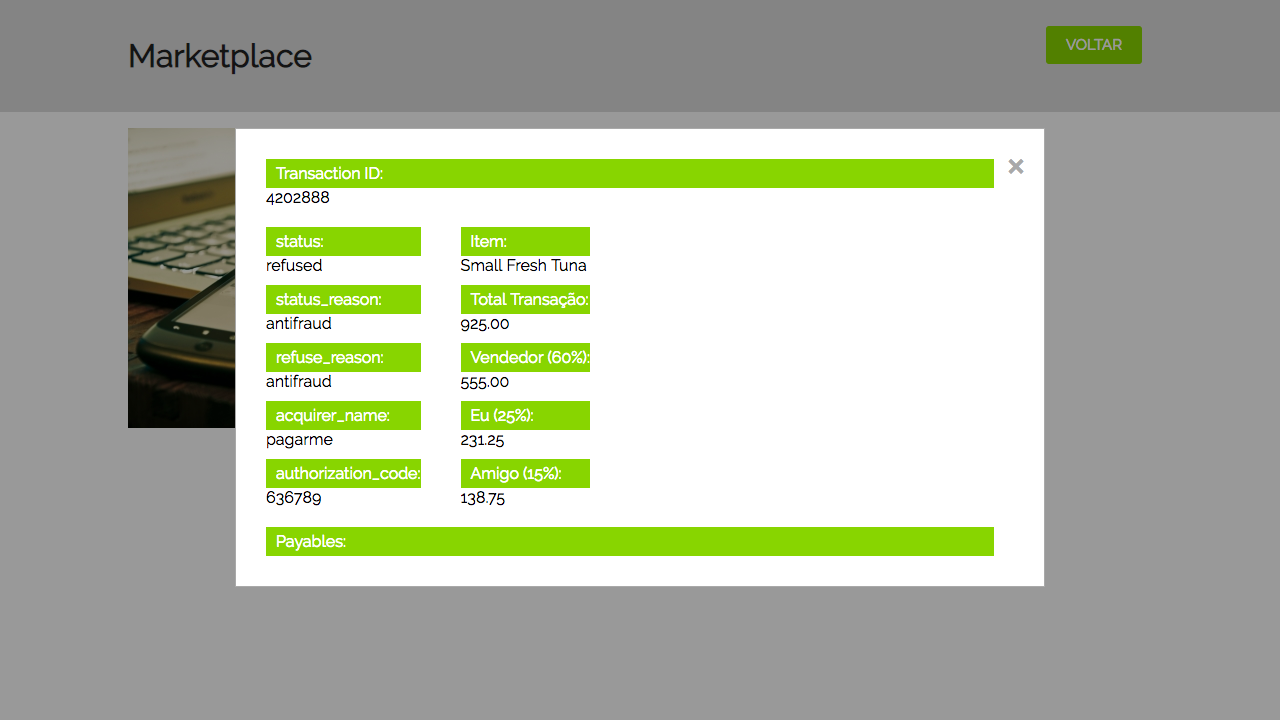 Marketplace
VOLTAR
Transaction ID:
4202888
status:
refused
status_reason:
antifraud
refuse_reason:
antifraud
acquirer_name:
pagarme
authorization_code:
636789
Item:
Small Fresh Tuna
Total Transação:
925.00
Vendedor (60%):
555.00
Eu (25%):
231.25
Amigo (15%):
138.75
Payables: